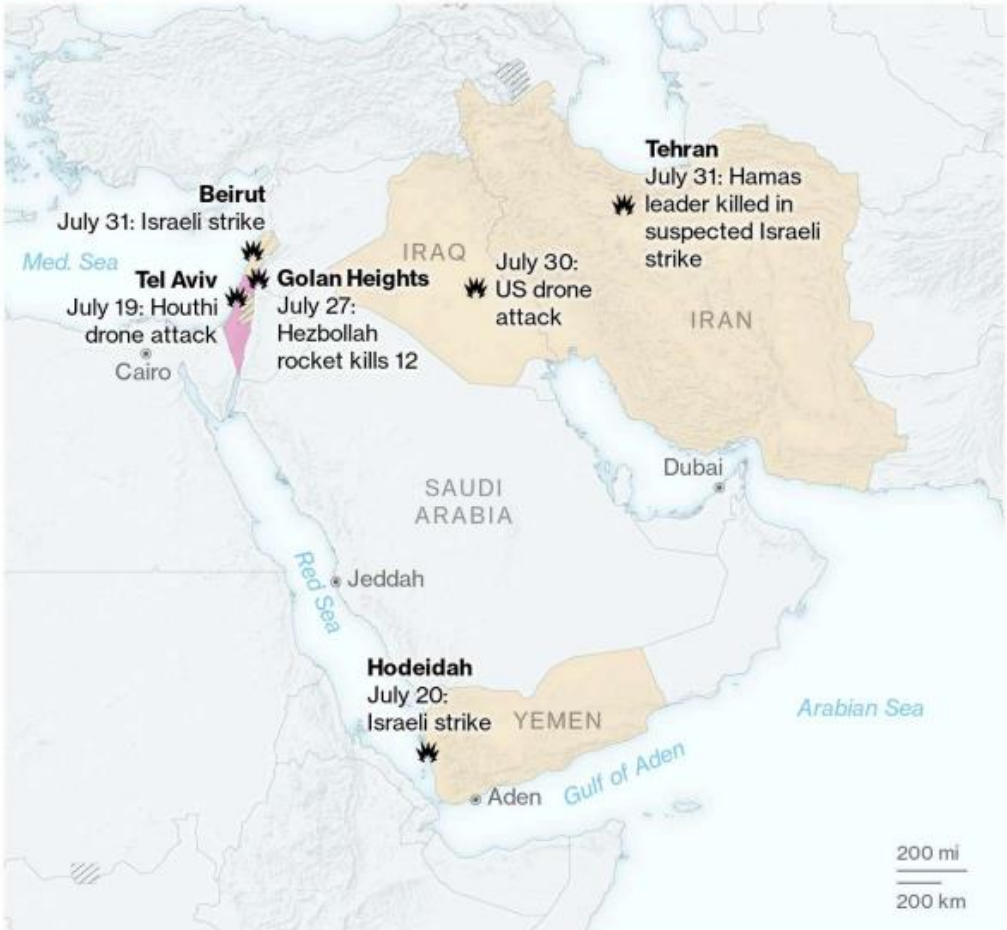 Tehran
July 31: Hamas
leader killed in
suspected Israeli
strike
Beirut
July 31: Israeli strike
IRAQ
Med. Sea
July 30:
US drone
attack
Tel Aviv
July 19: Houthi
drone attack
Golan Heights
July 27:
Hezbollah
rocket kills 12
IRAN
Cairo
Dubai
SAUDI
ARABIA
Red Sea
Jeddah
Hodeidah
July 20:
Israeli strike
YEMEN
Arabian Sea
Gulf of Aden
Aden
200 mi
200 km